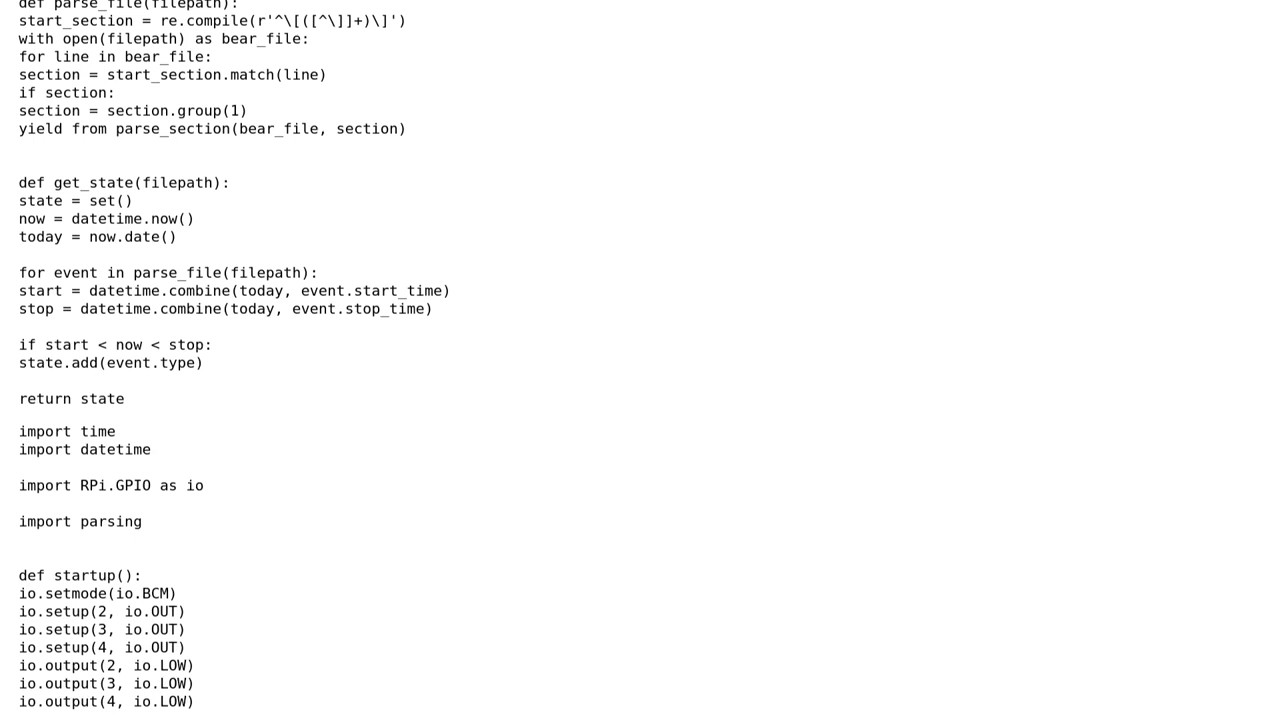 def parse_file(filepath):
start_section = re.compile(r'^\[([^\]]+)\]')
with open(filepath) as bear_file:
for line in bear_file:
section = start_section.match(line)
if section:
section = section.group(1)
yield from parse_section(bear_file, section)
def get_state(filepath):
state = set()
now = datetime.now()
today = now.date()
for event in parse_file(filepath):
start = datetime.combine(today, event.start_time)
stop = datetime.combine(today, event.stop_time)
if start < now < stop:
state.add(event.type)
return state
import time
import datetime
import RPi.GPIO as io
import parsing
def startup():
io.setmode(io.BCM)
io.setup(2, io.OUT)
io.setup(3, io.OUT)
io.setup(4, io.OUT)
io.output(2, io.LOW)
io.output(3, io.LOW)
io.output(4, io.LOW)